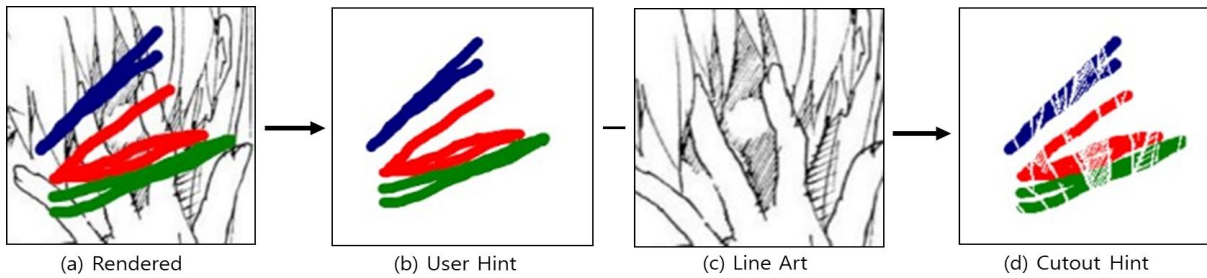 (a) Rendered
(b) User Hint
(c) Line Art
(d) Cutout Hint